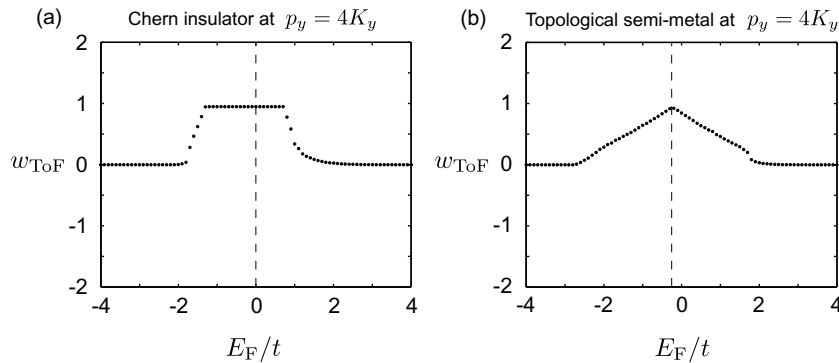 (a) Chern insulator at p_y = 4K_y
2
1
w_ToF 0
-1
-2
-4 -2 0 2 4
E_F/t
(b) Topological semi-metal at p_y = 4K_y
2
1
w_ToF 0
-1
-2
-4 -2 0 2 4
E_F/t